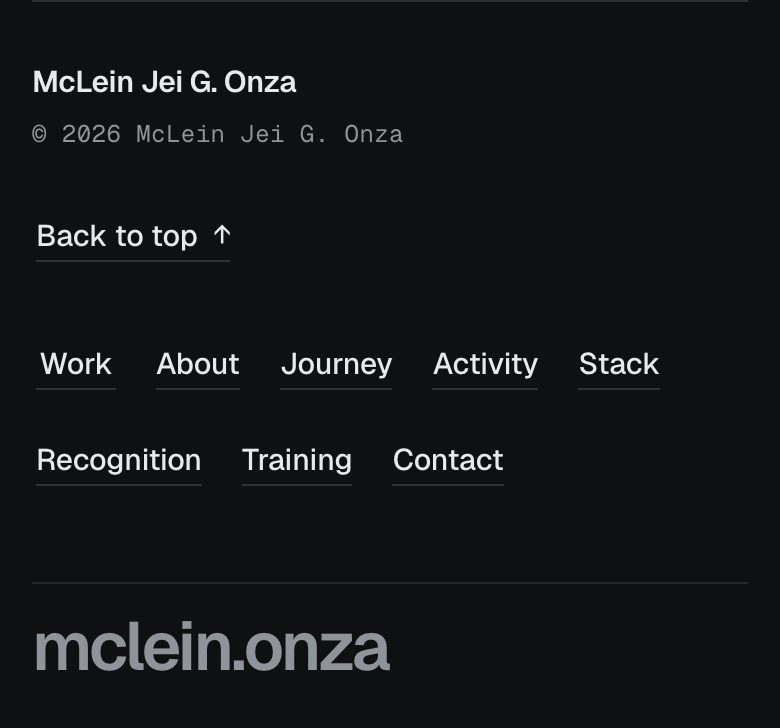 McLein Jei G. Onza
© 2026 McLein Jei G. Onza
Back to top ↑
Work About Journey Activity Stack
Recognition Training Contact
mclein.onza